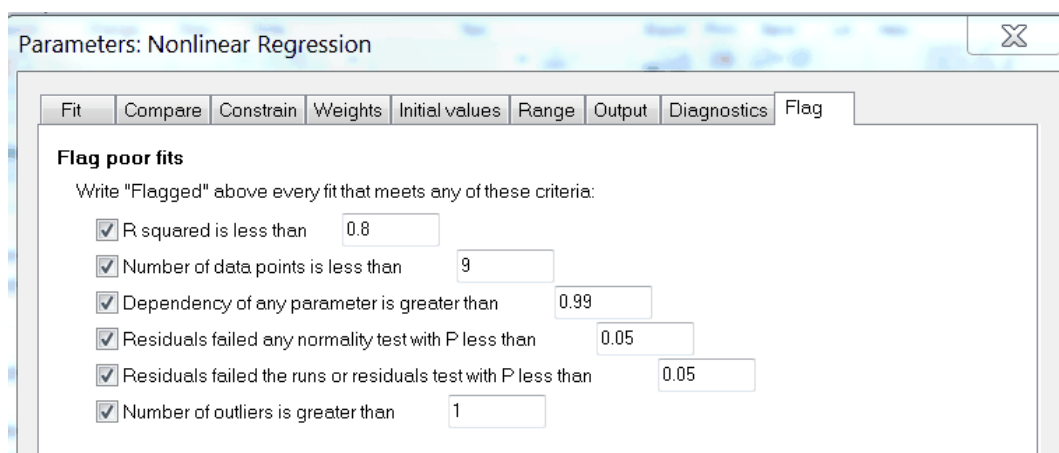 Parameters: Nonlinear Regression
Fit Compare Constrain Weights Initial values Range Output Diagnostics Flag
Flag poor fits
Write "Flagged" above every fit that meets any of these criteria:
R squared is less than 0.8
Number of data points is less than 9
Dependency of any parameter is greater than 0.99
Residuals failed any normality test with P less than 0.05
Residuals failed the runs or residuals test with P less than 0.05
Number of outliers is greater than 1